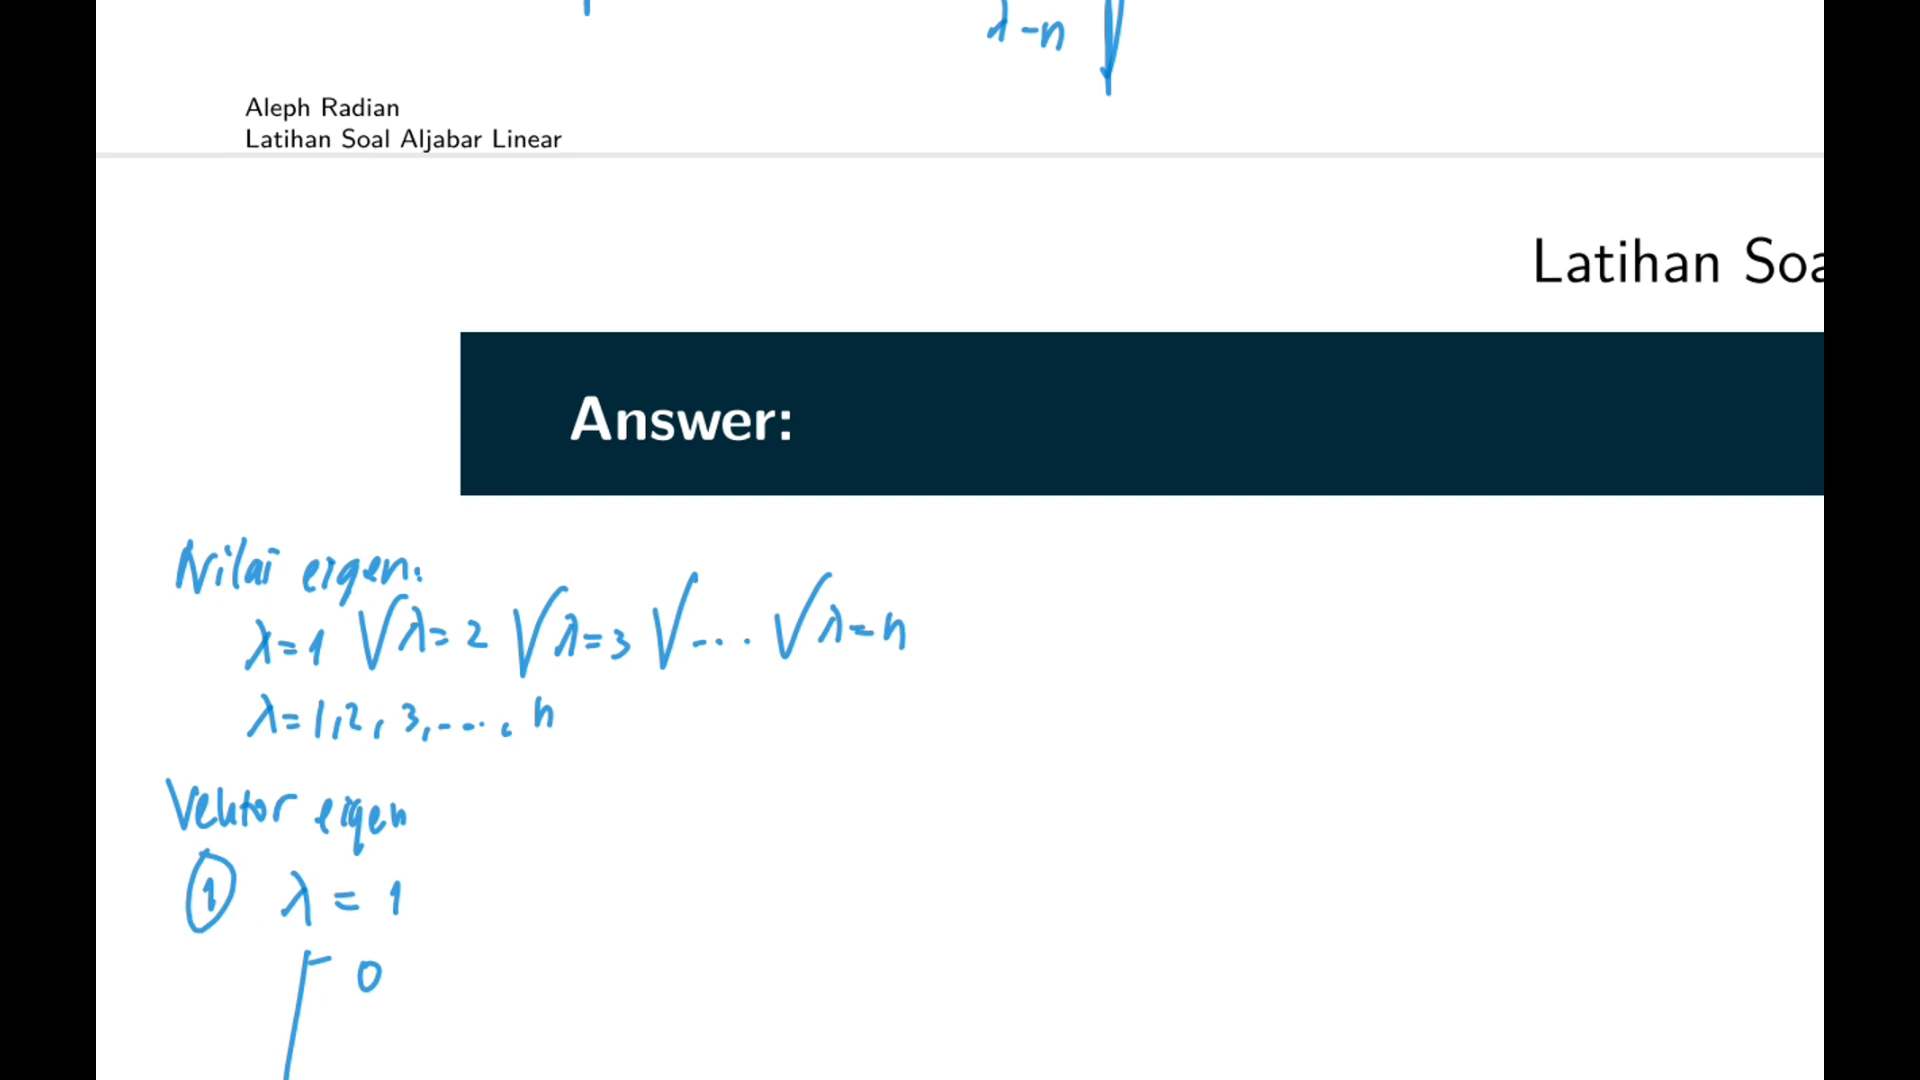 λ-n
Aleph Radian
Latihan Soal Aljabar Linear
Latihan Soa
Answer:
Nilai eigen:
λ=1 ∨ λ=2 ∨ λ=3 ∨ ... ∨ λ=n
λ=1,2,3,...,n
Vektor eigen
① λ = 1
0